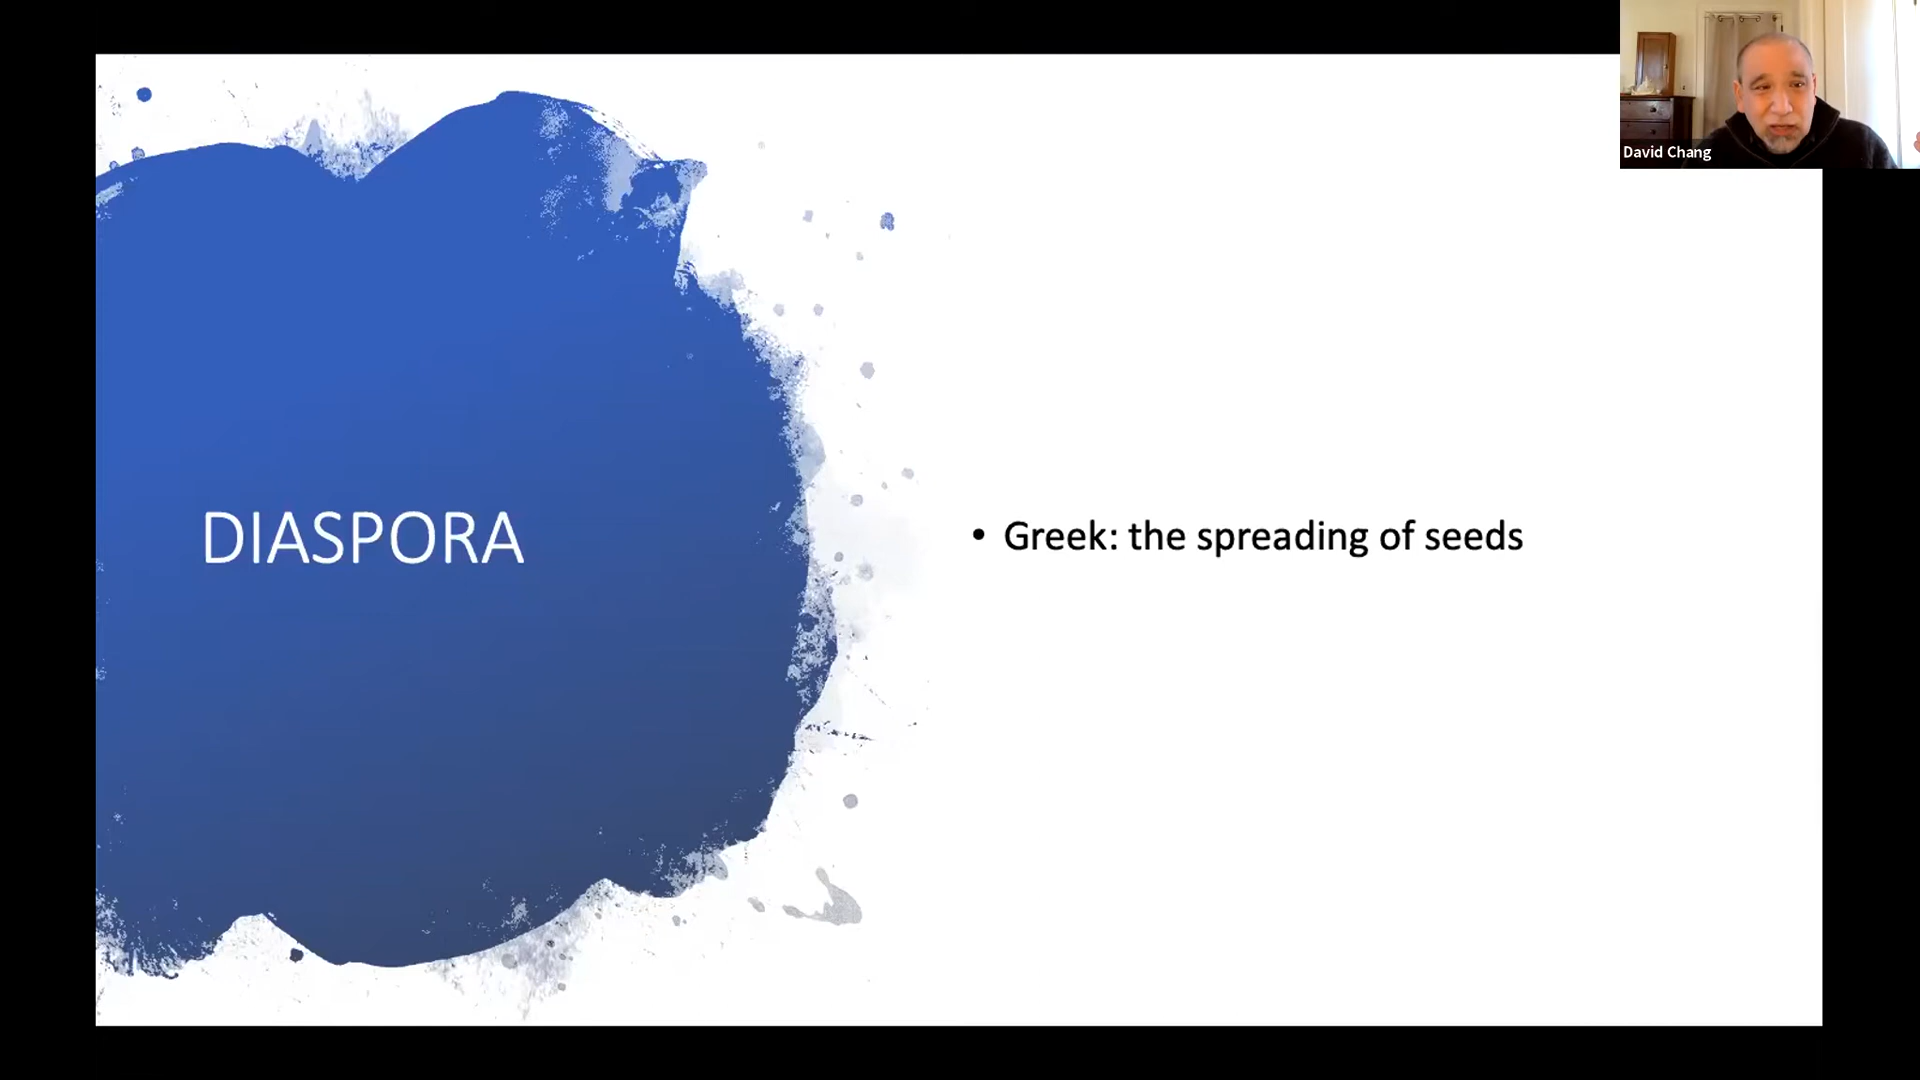 David Chang
DIASPORA
• Greek: the spreading of seeds